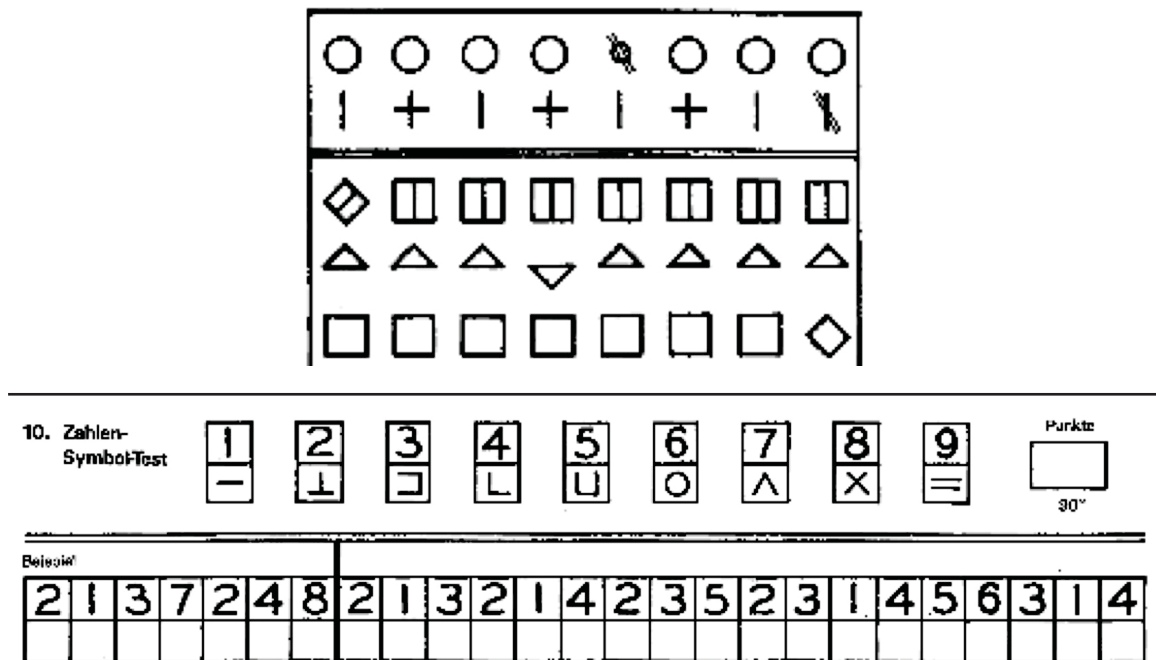 10. Zahlen-
Symbol-Test
1 2 3 4 5 6 7 8 9
Punkte
90"
Beispiel
2 1 3 7 2 4 8 2 1 3 2 1 4 2 3 5 2 3 1 4 5 6 3 1 4